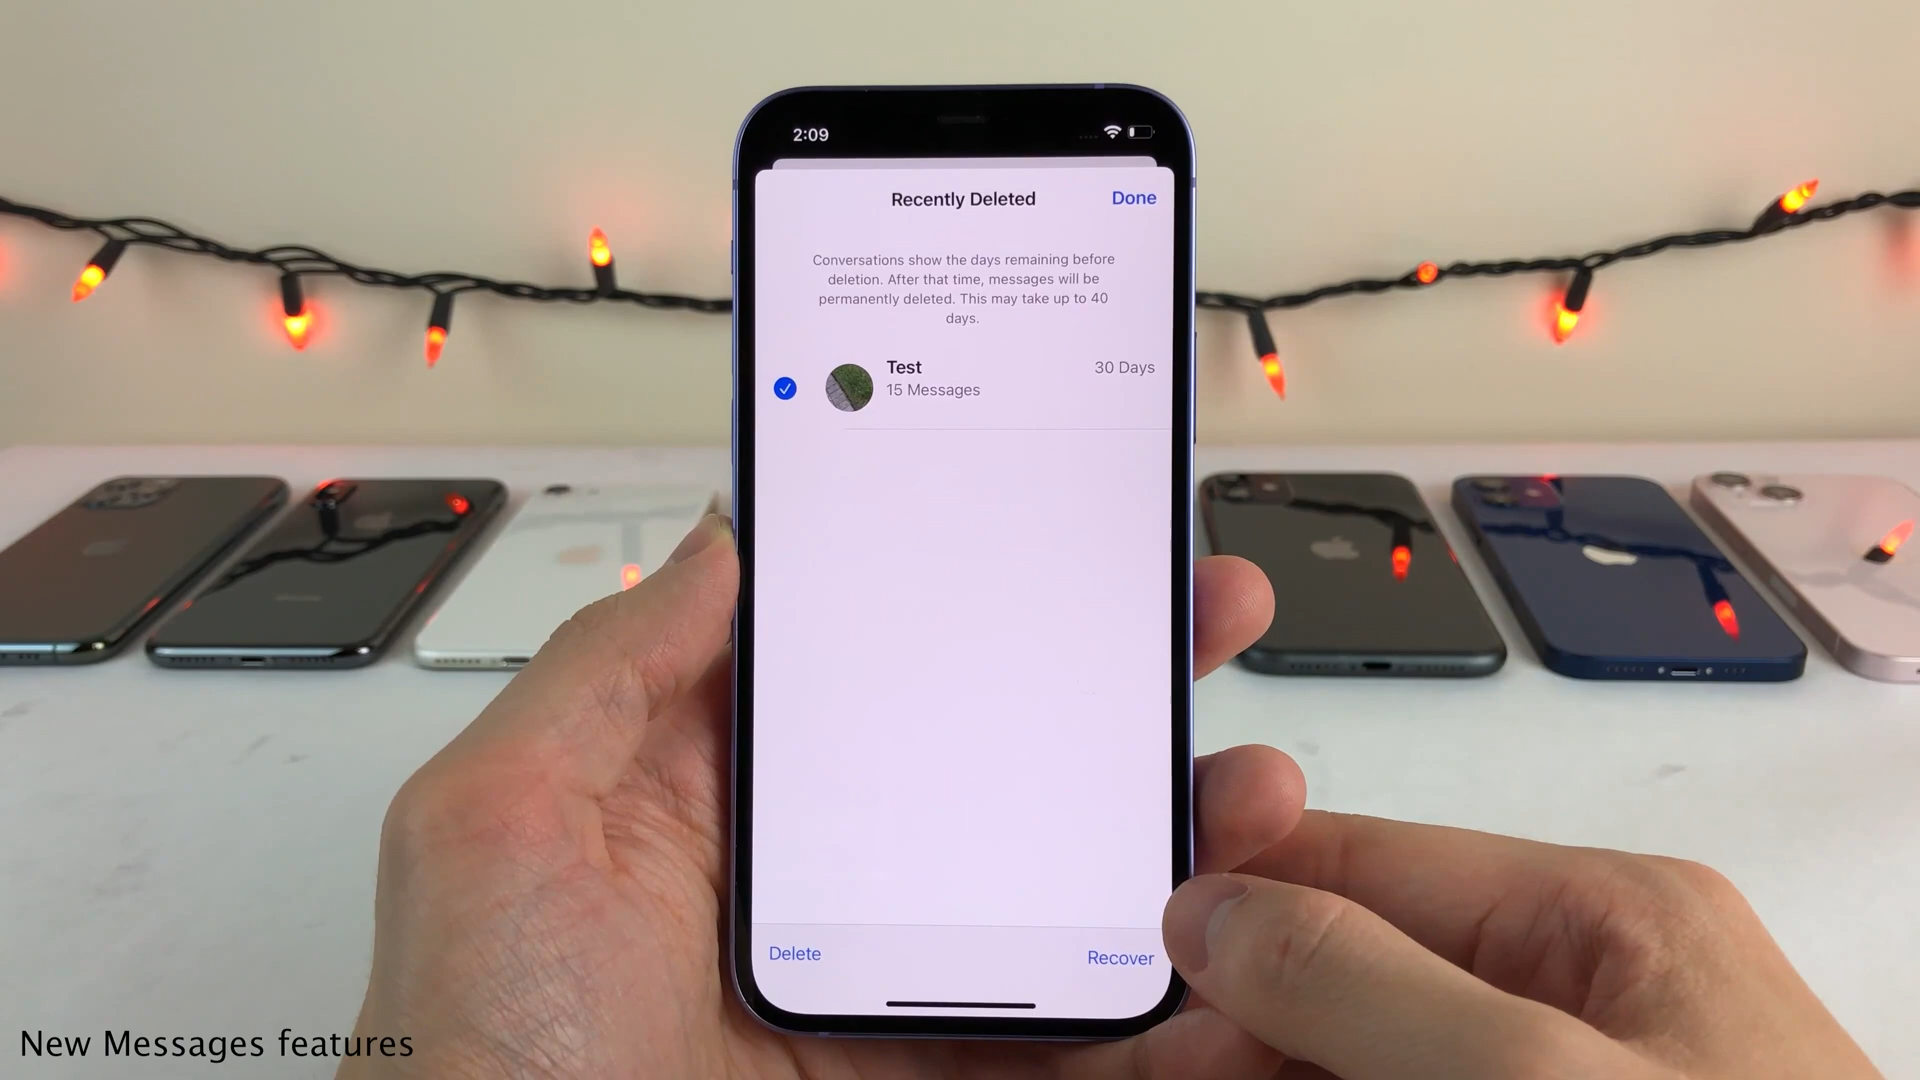 2:09
Recently Deleted
Done
Conversations show the days remaining before
deletion. After that time, messages will be
permanently deleted. This may take up to 40
days.
Test
30 Days
15 Messages
Delete
Recover
New Messages features